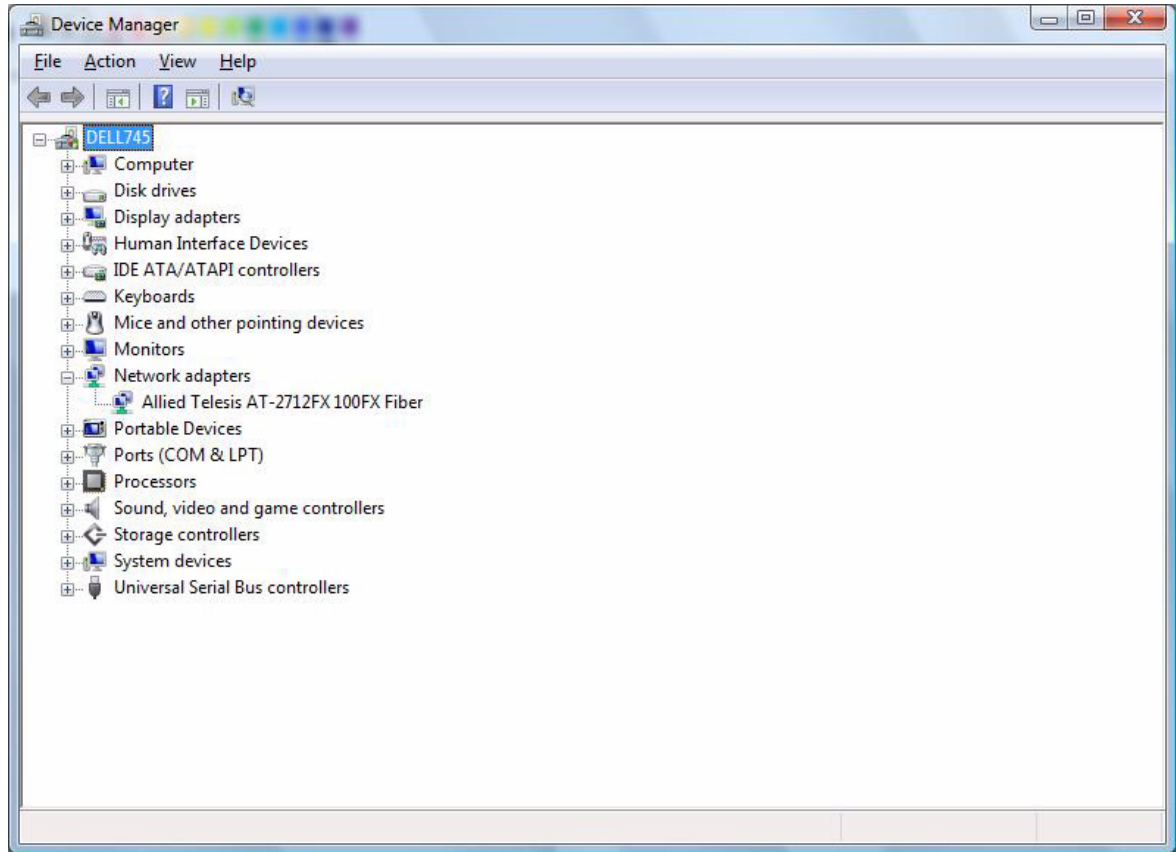 Device Manager
File Action View Help
DELL745
Computer
Disk drives
Display adapters
Human Interface Devices
IDE ATA/ATAPI controllers
Keyboards
Mice and other pointing devices
Monitors
Network adapters
Allied Telesis AT-2712FX 100FX Fiber
Portable Devices
Ports (COM & LPT)
Processors
Sound, video and game controllers
Storage controllers
System devices
Universal Serial Bus controllers